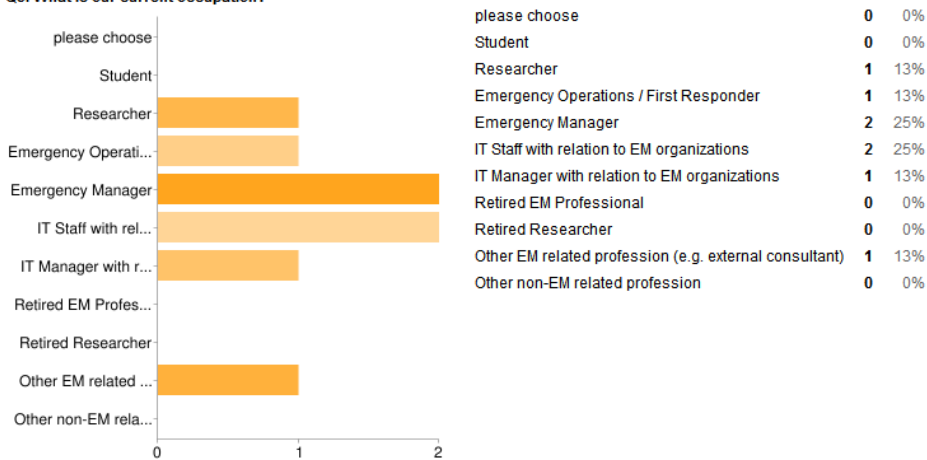 please choose
Student
Researcher
Emergency Operati...
Emergency Manager
IT Staff with rel...
IT Manager with r...
Retired EM Profes...
Retired Researcher
Other EM related ...
Other non-EM rela...
0 1 2
please choose 0 0%
Student 0 0%
Researcher 1 13%
Emergency Operations / First Responder 1 13%
Emergency Manager 2 25%
IT Staff with relation to EM organizations 2 25%
IT Manager with relation to EM organizations 1 13%
Retired EM Professional 0 0%
Retired Researcher 0 0%
Other EM related profession (e.g. external consultant) 1 13%
Other non-EM related profession 0 0%